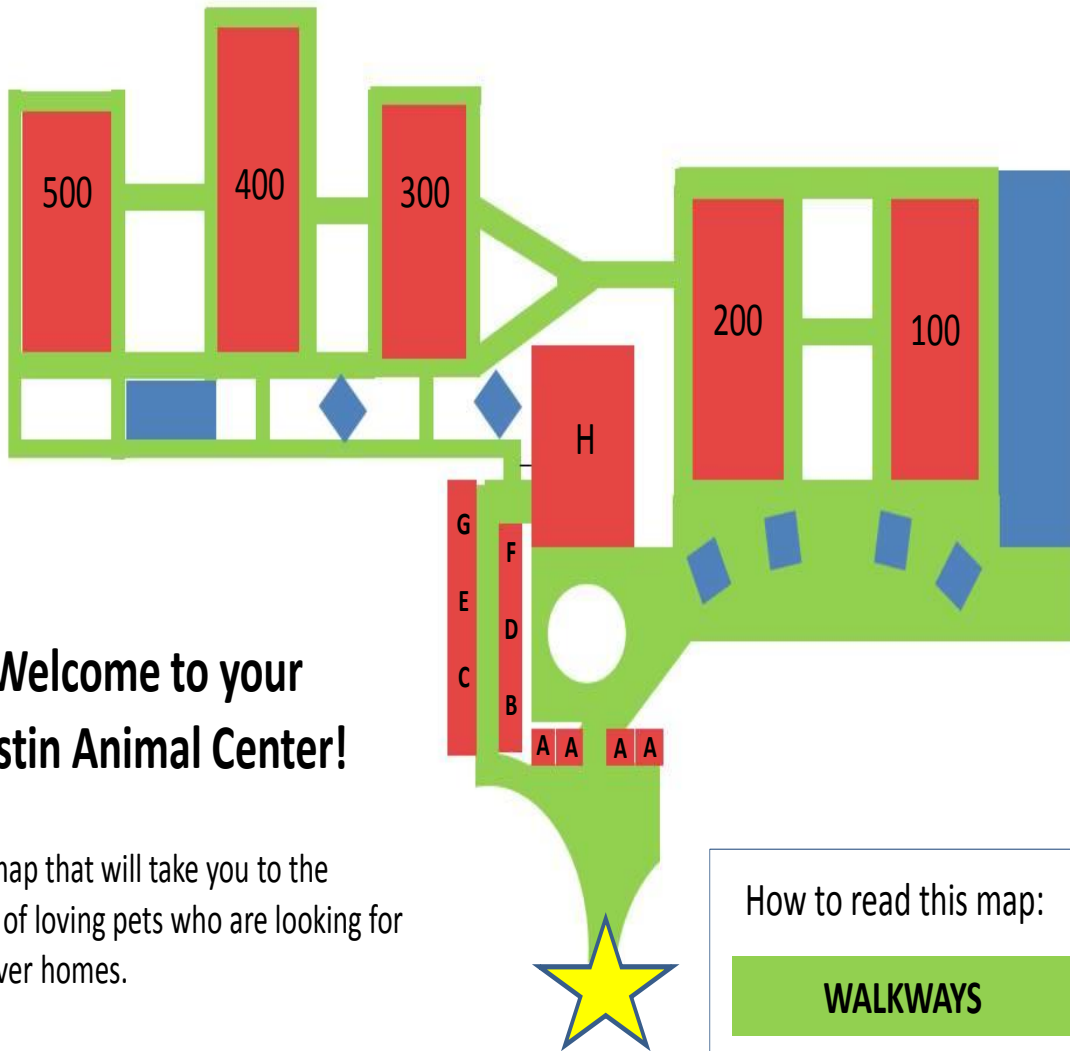 500
400
300
200
100
H
G
F
E
D
C
B
A A A A
Welcome to your
stin Animal Center!
map that will take you to the
of loving pets who are looking for
ver homes.
How to read this map:
WALKWAYS